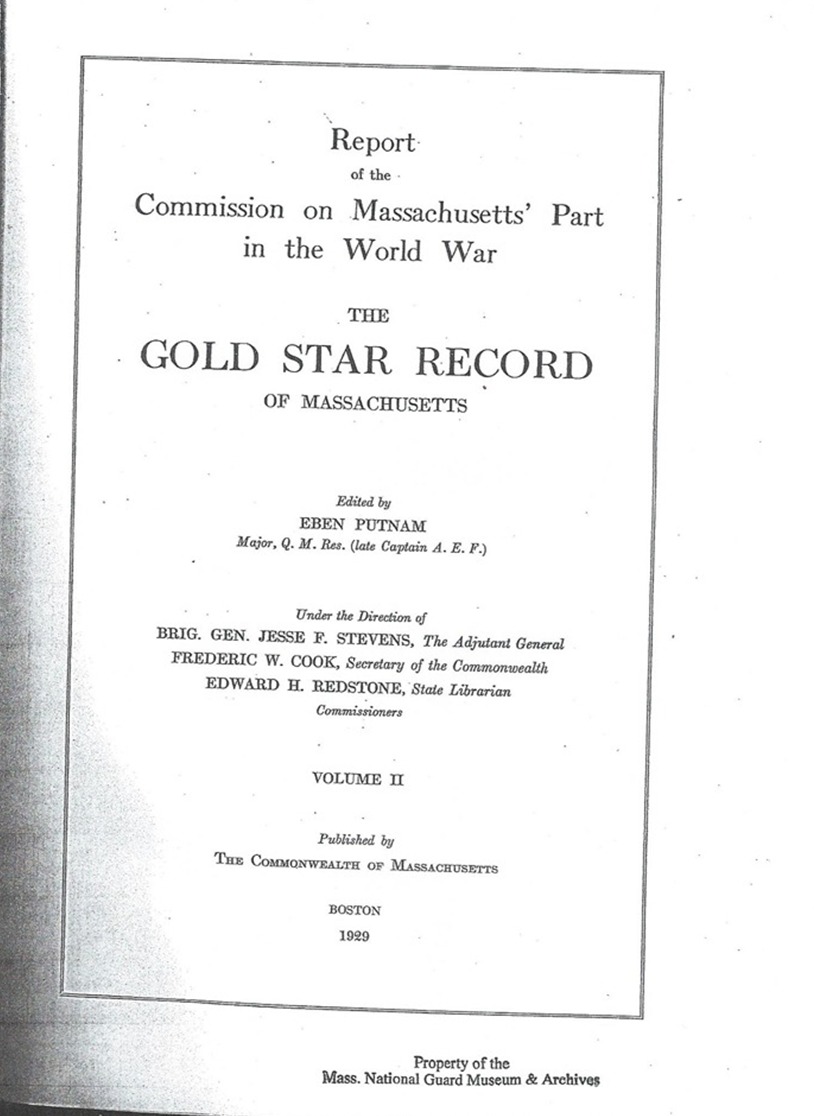 Report
of the
Commission on Massachusetts' Part
in the World War
THE
GOLD STAR RECORD
OF MASSACHUSETTS
Edited by
EBEN PUTNAM
Major, Q. M. Res. (late Captain A. E. F.)
Under the Direction of
BRIG. GEN. JESSE F. STEVENS, The Adjutant General
FREDERIC W. COOK, Secretary of the Commonwealth
EDWARD H. REDSTONE, State Librarian
Commissioners
VOLUME II
Published by
THE COMMONWEALTH OF MASSACHUSETTS
BOSTON
1929
Property of the
Mass. National Guard Museum & Archives